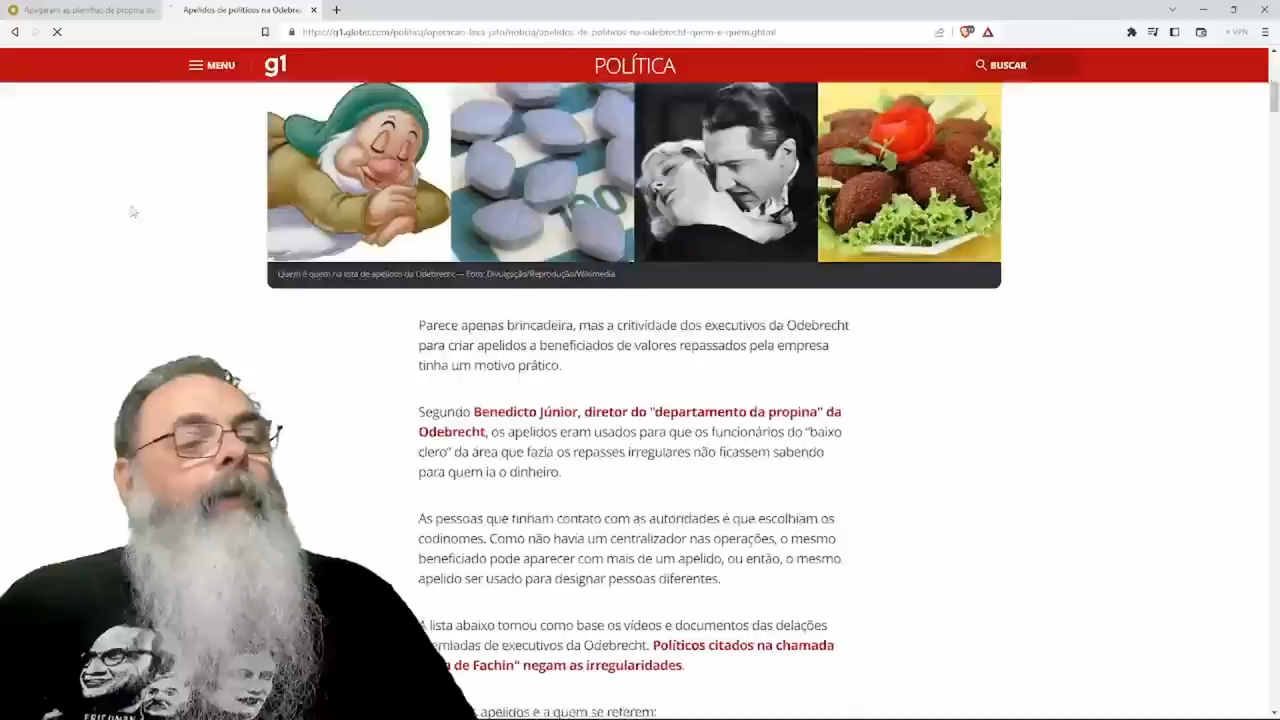 Apagaram as planilhas de propina da
Apelidos de políticos na Odebrec
https://g1.globo.com/politica/operacao-lava-jato/noticia/apelidos-de-politicos-na-odebrecht-quem-e-quem.ghtml
VPN
MENU
g1
POLÍTICA
BUSCAR
Quem é quem na lista de apelidos da Odebrecht — Foto: Divulgação/Reprodução/Wikimedia
Parece apenas brincadeira, mas a critividade dos executivos da Odebrecht
para criar apelidos a beneficiados de valores repassados pela empresa
tinha um motivo prático.
Segundo Benedicto Júnior, diretor do "departamento da propina" da
Odebrecht, os apelidos eram usados para que os funcionários do "baixo
clero" da área que fazia os repasses irregulares não ficassem sabendo
para quem ia o dinheiro.
As pessoas que tinham contato com as autoridades é que escolhiam os
codinomes. Como não havia um centralizador nas operações, o mesmo
beneficiado pode aparecer com mais de um apelido, ou então, o mesmo
apelido ser usado para designar pessoas diferentes.
A lista abaixo tomou como base os vídeos e documentos das delações
emiadas de executivos da Odebrecht. Políticos citados na chamada
de Fachin" negam as irregularidades.
apelidos e a quem se referem: